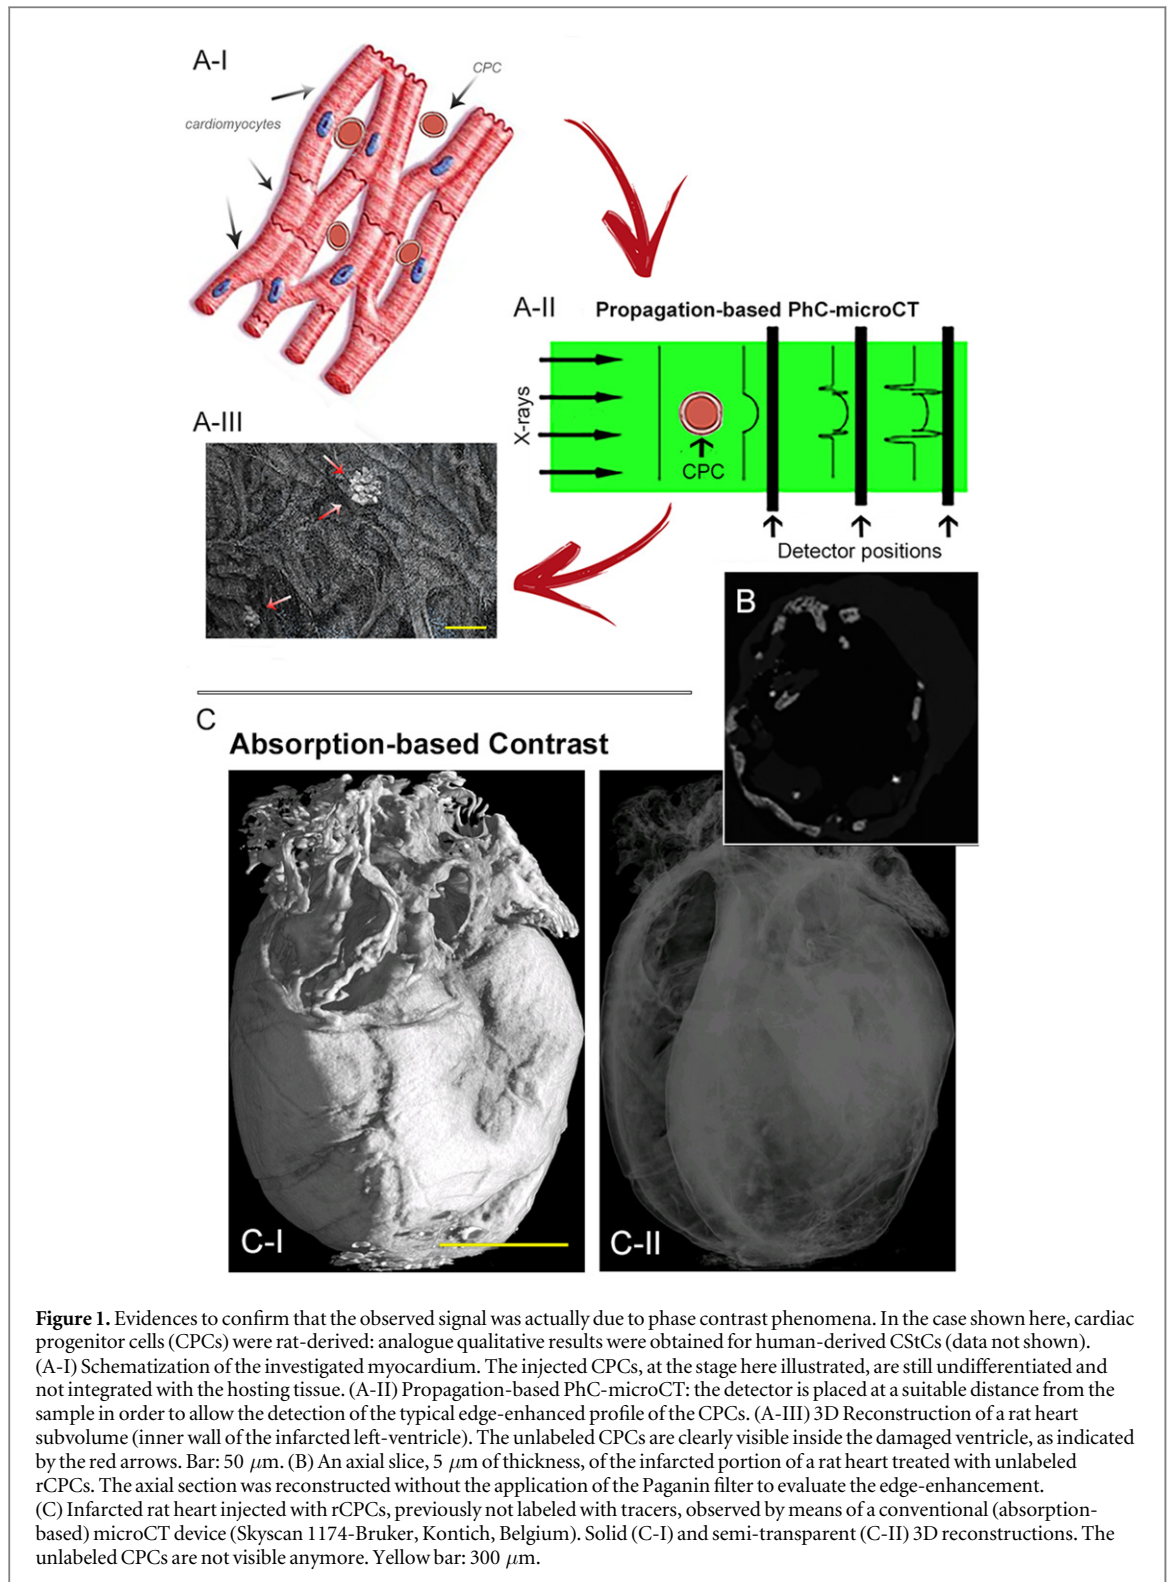 A-I
CPC
cardiomyocytes
A-II
Propagation-based PhC-microCT
X-rays
CPC
Detector positions
A-III
B
C
Absorption-based Contrast
C-I
C-II
Figure 1. Evidences to confirm that the observed signal was actually due to phase contrast phenomena. In the case shown here, cardiac
progenitor cells (CPCs) were rat-derived: analogue qualitative results were obtained for human-derived CStCs (data not shown).
(A-I) Schematization of the investigated myocardium. The injected CPCs, at the stage here illustrated, are still undifferentiated and
not integrated with the hosting tissue. (A-II) Propagation-based PhC-microCT: the detector is placed at a suitable distance from the
sample in order to allow the detection of the typical edge-enhanced profile of the CPCs. (A-III) 3D Reconstruction of a rat heart
subvolume (inner wall of the infarcted left-ventricle). The unlabeled CPCs are clearly visible inside the damaged ventricle, as indicated
by the red arrows. Bar: 50 μm. (B) An axial slice, 5 μm of thickness, of the infarcted portion of a rat heart treated with unlabeled
rCPCs. The axial section was reconstructed without the application of the Paganin filter to evaluate the edge-enhancement.
(C) Infarcted rat heart injected with rCPCs, previously not labeled with tracers, observed by means of a conventional (absorption-
based) microCT device (Skyscan 1174-Bruker, Kontich, Belgium). Solid (C-I) and semi-transparent (C-II) 3D reconstructions. The
unlabeled CPCs are not visible anymore. Yellow bar: 300 μm.